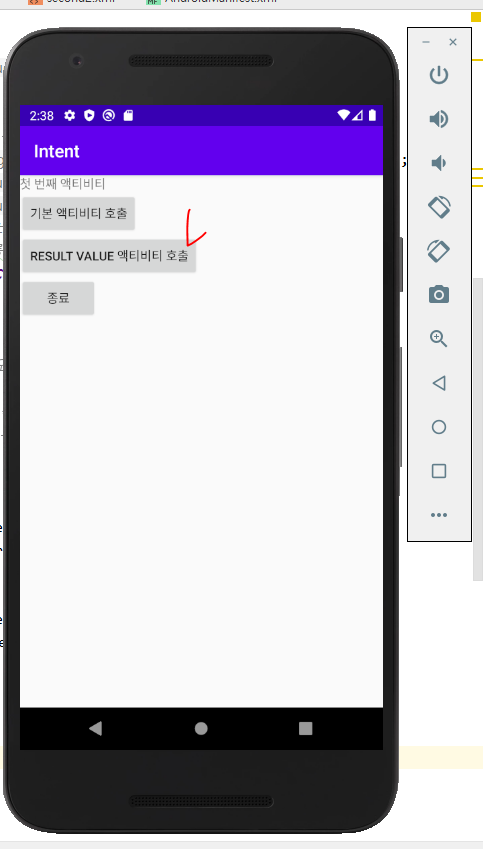 second2.xml AndroidManifest.xml
2:38
Intent
첫 번째 액티비티
기본 액티비티 호출
RESULT VALUE 액티비티 호출
종료
;